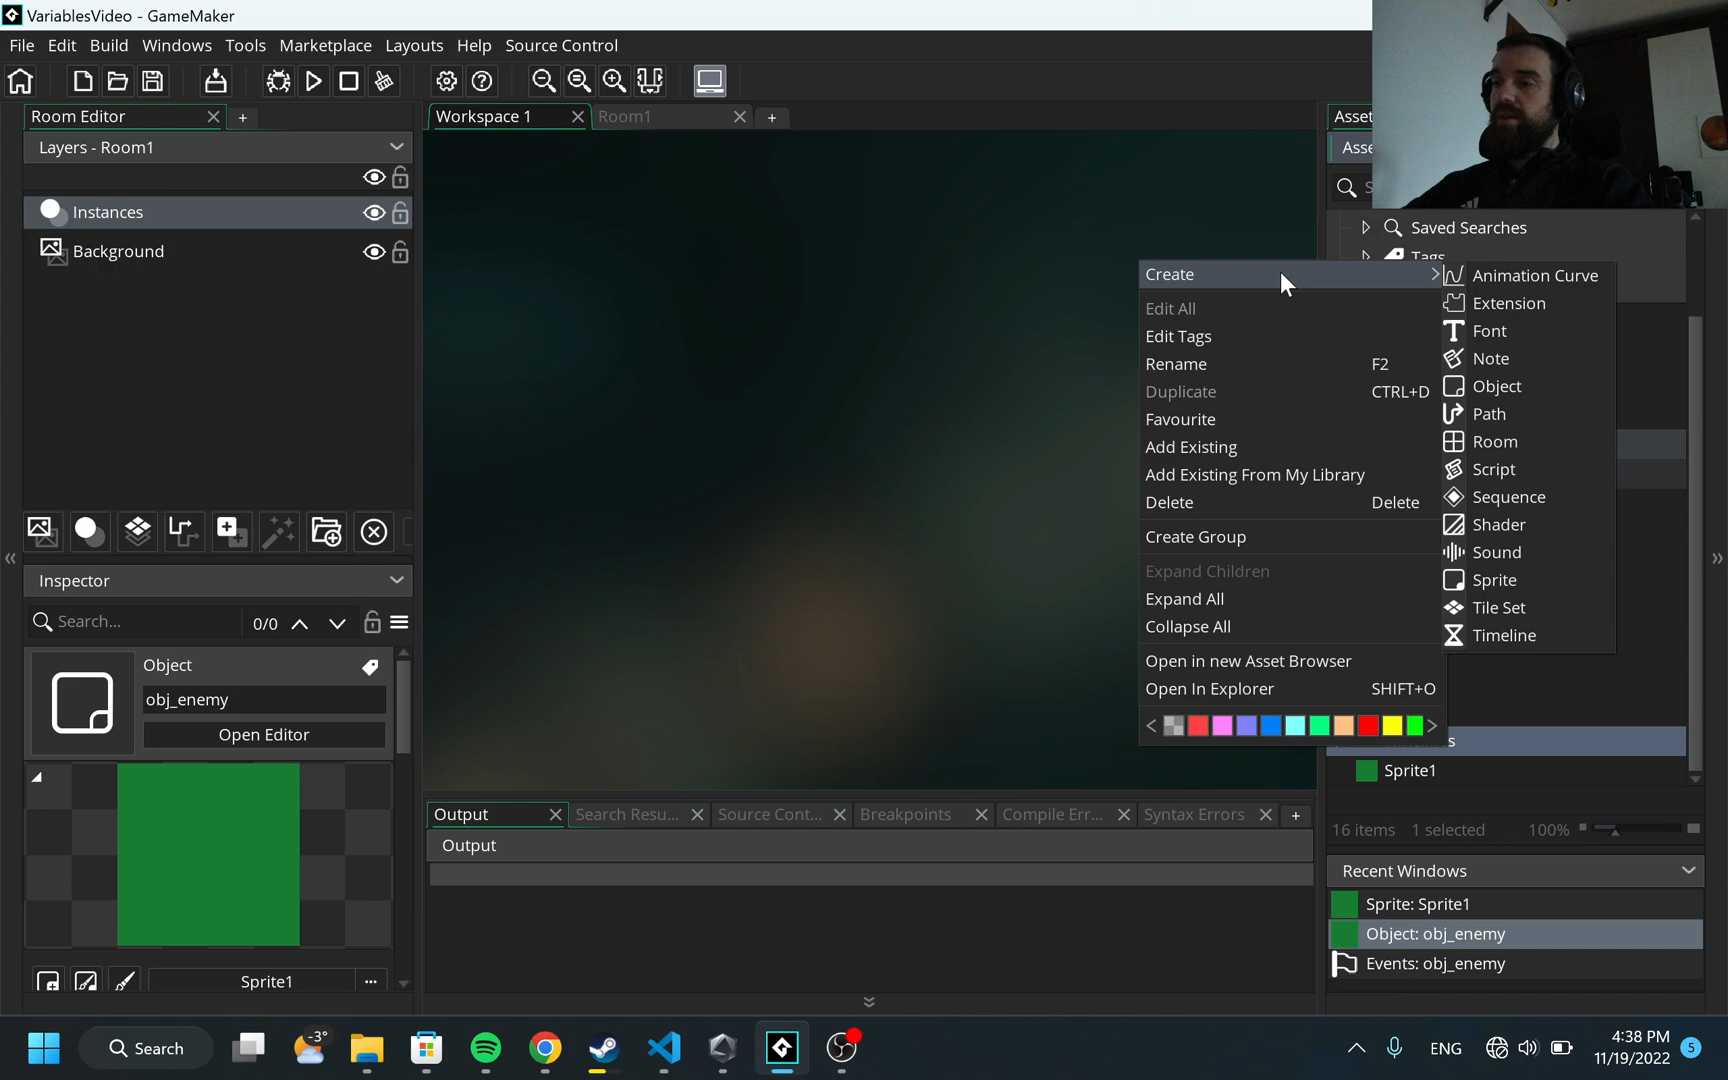 VariablesVideo - GameMaker
File Edit Build Windows Tools Marketplace Layouts Help Source Control
Room Editor
Workspace 1
Room1
Asset
Layers - Room1
Asse
S
Instances
Background
Saved Searches
Tags
Create
Edit All
Edit Tags
Rename F2
Duplicate CTRL+D
Favourite
Add Existing
Add Existing From My Library
Delete Delete
Create Group
Expand Children
Expand All
Collapse All
Open in new Asset Browser
Open In Explorer SHIFT+O
Animation Curve
Extension
Font
Note
Object
Path
Room
Script
Sequence
Shader
Sound
Sprite
Tile Set
Timeline
Inspector
Search... 0/0
Object
obj_enemy
Open Editor
Sprite1
Sprite1
16 items 1 selected 100%
Output Search Resu... Source Cont... Breakpoints Compile Err... Syntax Errors
Output
Recent Windows
Sprite: Sprite1
Object: obj_enemy
Events: obj_enemy
Search
-3°
ENG
4:38 PM
11/19/2022
5